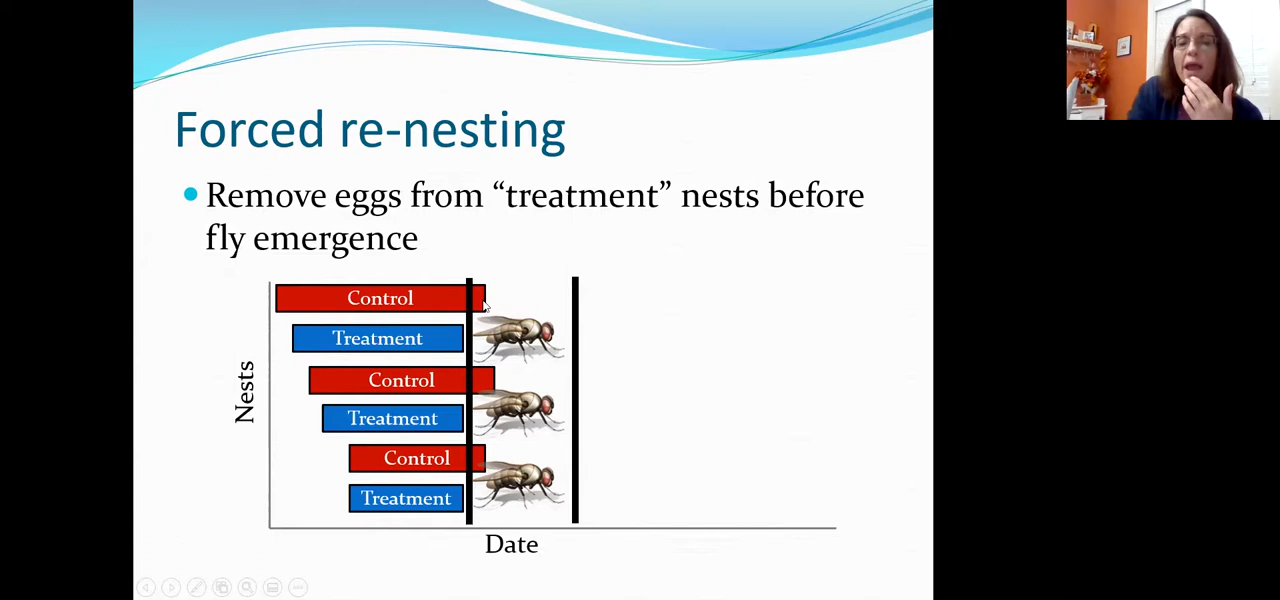 Forced re-nesting
Remove eggs from “treatment” nests before
fly emergence
Control
Treatment
Control
Treatment
Control
Treatment
Nests
Date